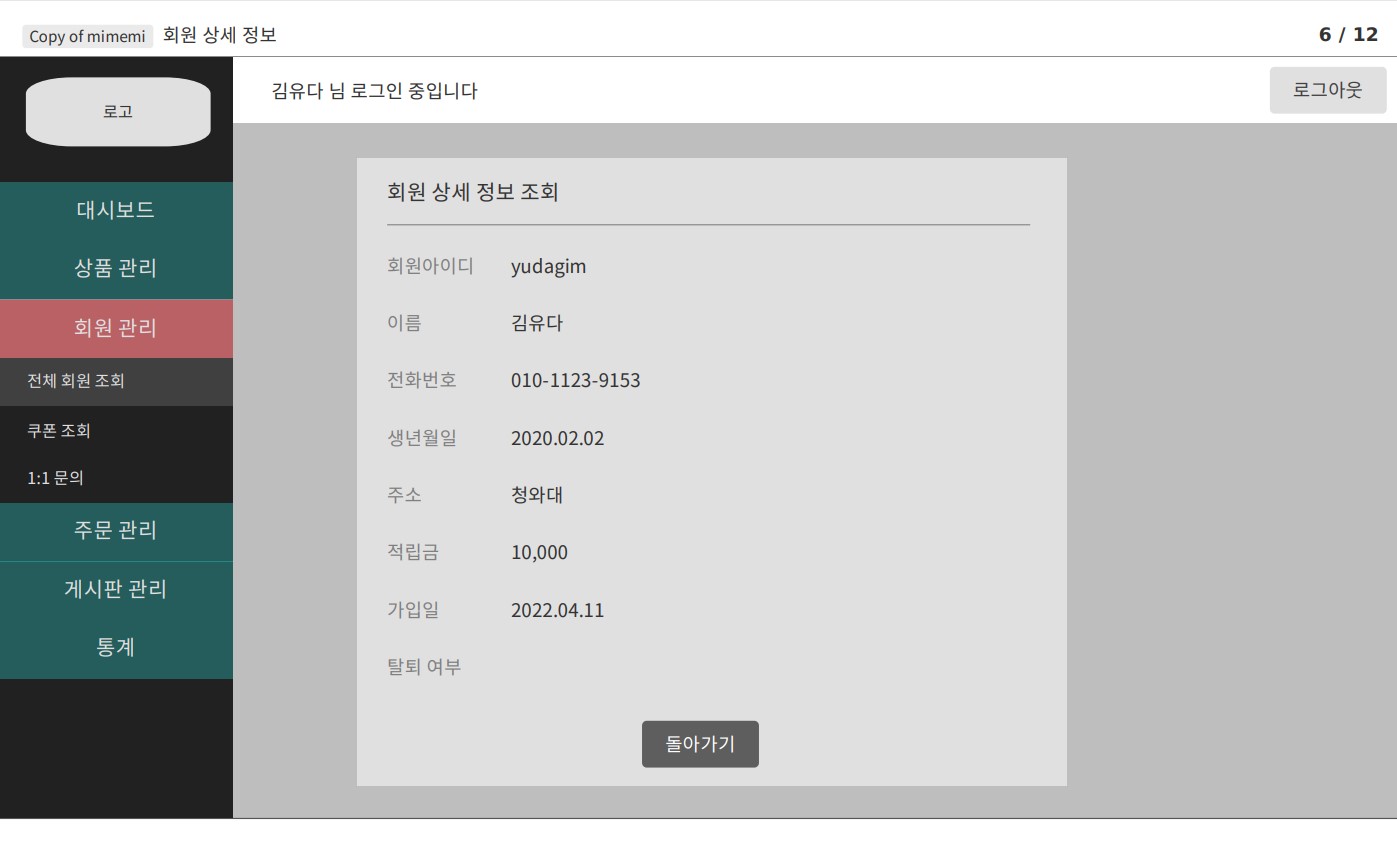 Copy of mimemi 회원 상세 정보 6 / 12
로고
김유다 님 로그인 중입니다
로그아웃
대시보드
상품 관리
회원 관리
전체 회원 조회
쿠폰 조회
1:1 문의
주문 관리
게시판 관리
통계
회원 상세 정보 조회
회원아이디 yudagim
이름 김유다
전화번호 010-1123-9153
생년월일 2020.02.02
주소 청와대
적립금 10,000
가입일 2022.04.11
탈퇴 여부
돌아가기